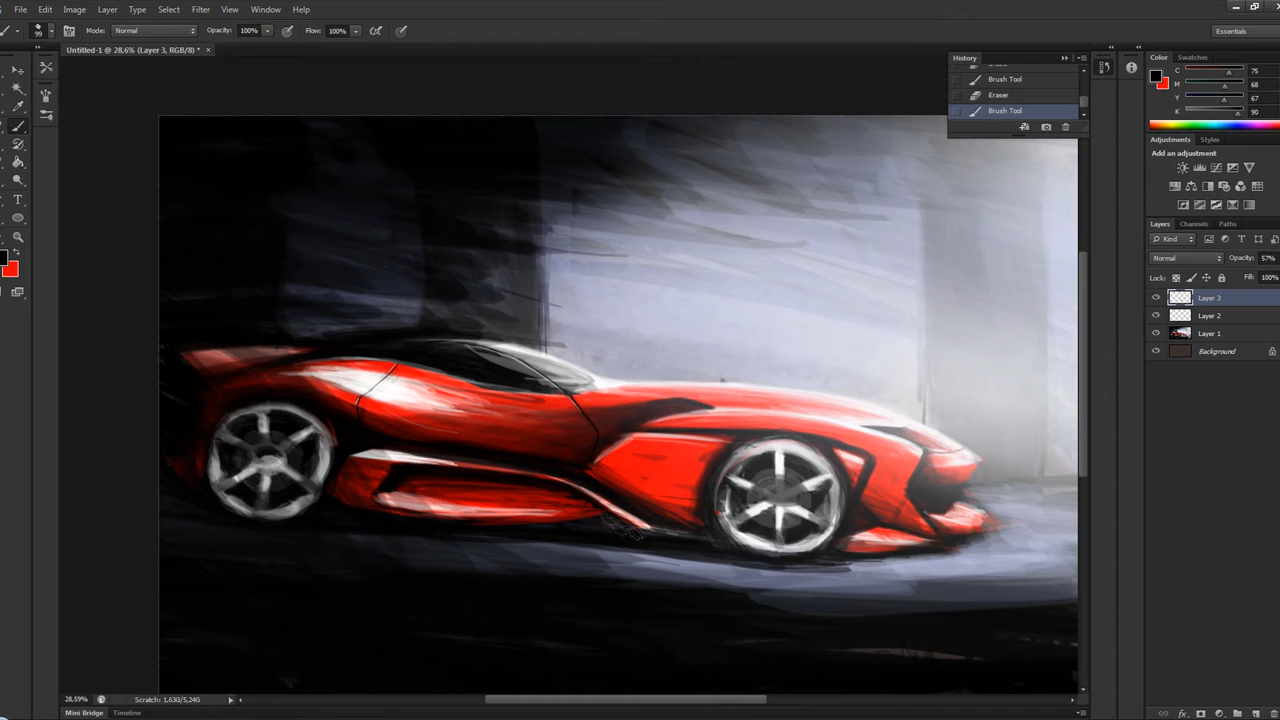 File Edit Image Layer Type Select Filter View Window Help
99 Mode: Normal Opacity: 100% Flow: 100% Essentials
Untitled-1 @ 28,6% (Layer 3, RGB/8) * ×
History
Brush Tool
Eraser
Brush Tool
Color Swatches
C 75
M 68
Y 67
K 90
Adjustments Styles
Add an adjustment
Layers Channels Paths
Kind
Normal Opacity: 57%
Lock: Fill: 100%
Layer 3
Layer 2
Layer 1
Background
28,59% Scratch: 1,63G/5,24G
Mini Bridge Timeline